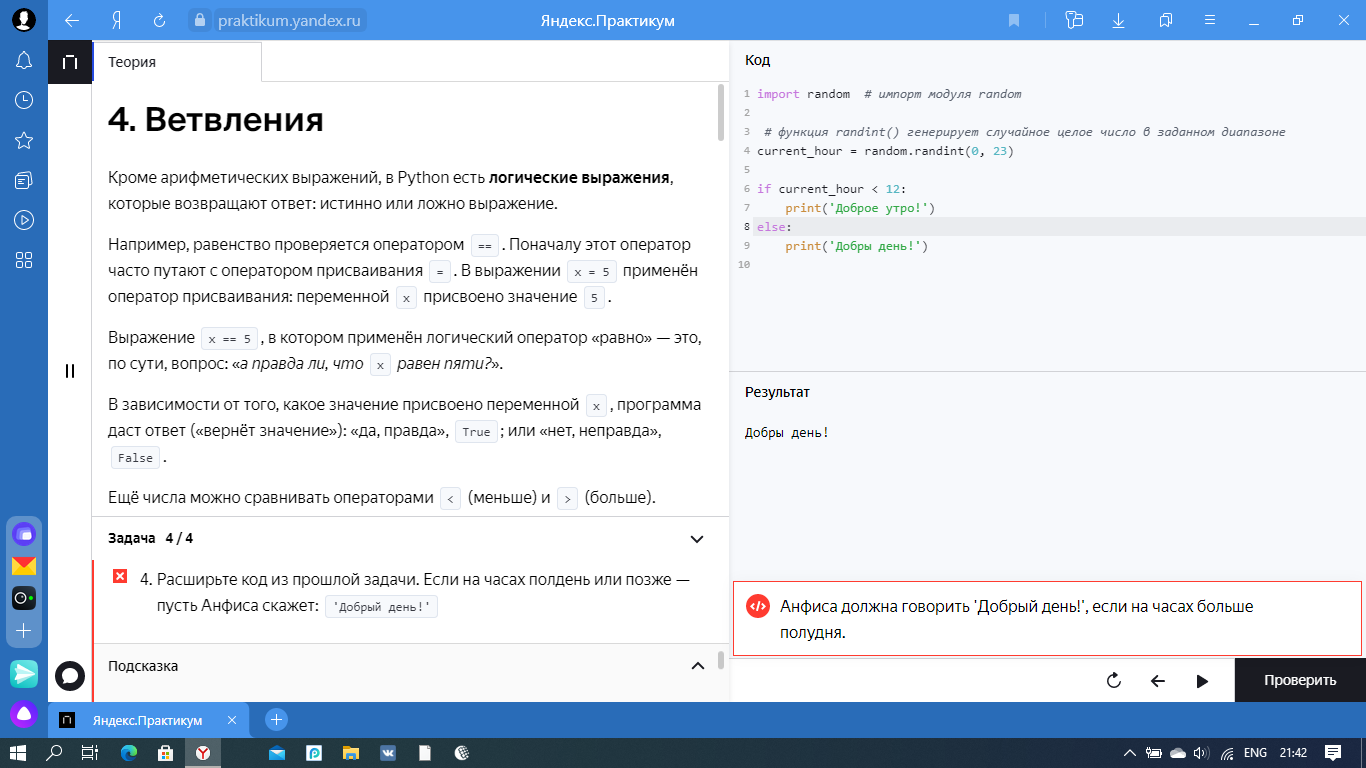 praktikum.yandex.ru
Яндекс.Практикум
Теория
4. Ветвления
Кроме арифметических выражений, в Python есть логические выражения,
которые возвращают ответ: истинно или ложно выражение.
Например, равенство проверяется оператором == . Поначалу этот оператор
часто путают с оператором присваивания = . В выражении x = 5 применён
оператор присваивания: переменной x присвоено значение 5 .
Выражение x == 5 , в котором применён логический оператор «равно» — это,
по сути, вопрос: «а правда ли, что x равен пяти?».
В зависимости от того, какое значение присвоено переменной x , программа
даст ответ («вернёт значение»): «да, правда», True ; или «нет, неправда»,
False .
Ещё числа можно сравнивать операторами < (меньше) и > (больше).
Задача 4 / 4
4. Расширьте код из прошлой задачи. Если на часах полдень или позже —
пусть Анфиса скажет: 'Добрый день!'
Подсказка
Код
1 import random # импорт модуля random
2
3 # функция randint() генерирует случайное целое число в заданном диапазоне
4 current_hour = random.randint(0, 23)
5
6 if current_hour < 12:
7 print('Доброе утро!')
8 else:
9 print('Добры день!')
10
Результат
Добры день!
Анфиса должна говорить 'Добрый день!', если на часах больше
полудня.
Проверить
Яндекс.Практикум
ENG 21:42